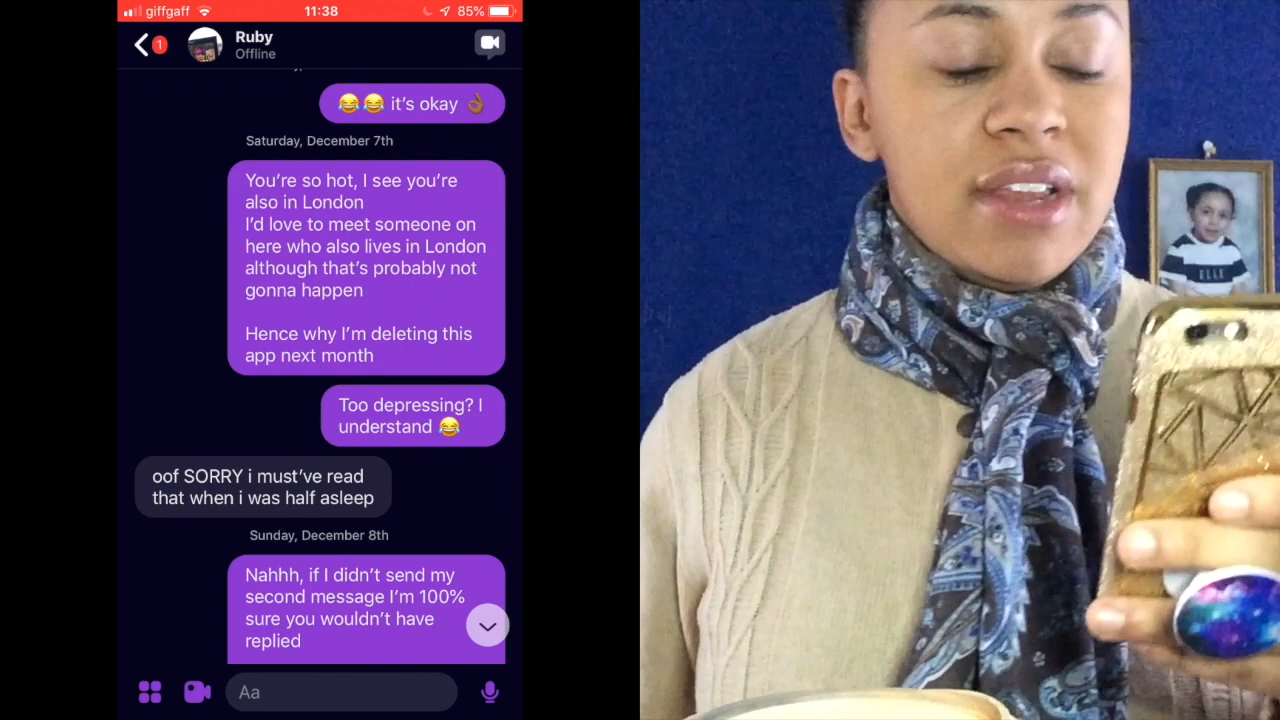 giffgaff 11:38 85%
1 Ruby
Offline
😂😂 it's okay 👌🏾
Saturday, December 7th
You're so hot, I see you're
also in London
I'd love to meet someone on
here who also lives in London
although that's probably not
gonna happen
Hence why I'm deleting this
app next month
Too depressing? I
understand 😂
oof SORRY i must've read
that when i was half asleep
Sunday, December 8th
Nahhh, if I didn't send my
second message I'm 100%
sure you wouldn't have
replied
Aa
ELLE